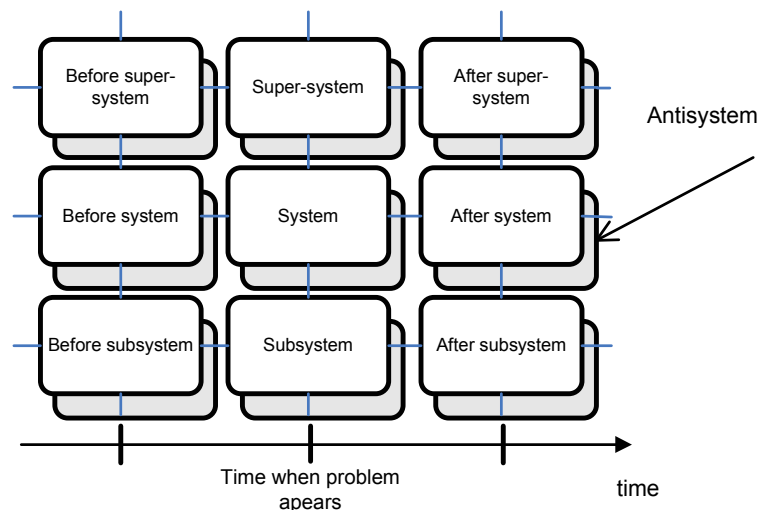 Before super-
system
Super-system
After super-
system
Antisystem
Before system
System
After system
Before subsystem
Subsystem
After subsystem
Time when problem
apears
time